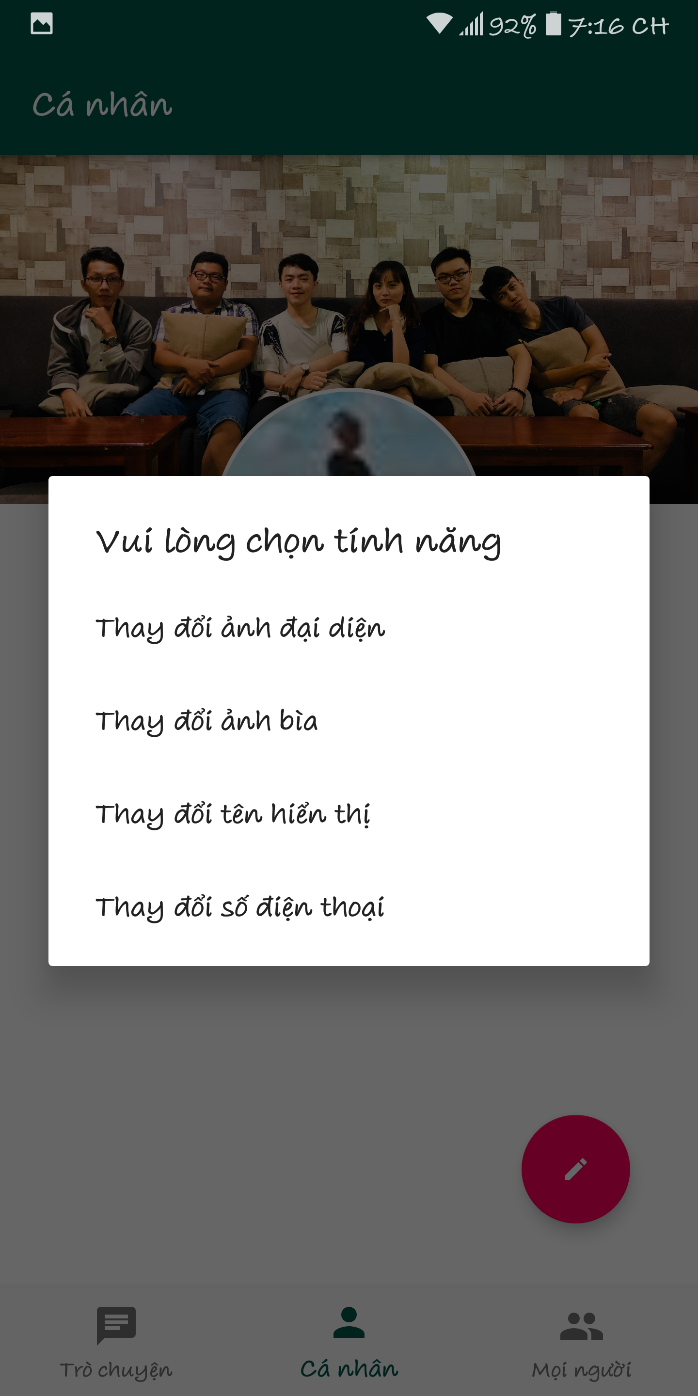 92% 7:16 CH
Cá nhân
Vui lòng chọn tính năng
Thay đổi ảnh đại diện
Thay đổi ảnh bìa
Thay đổi tên hiển thị
Thay đổi số điện thoại
Trò chuyện Cá nhân Mọi người